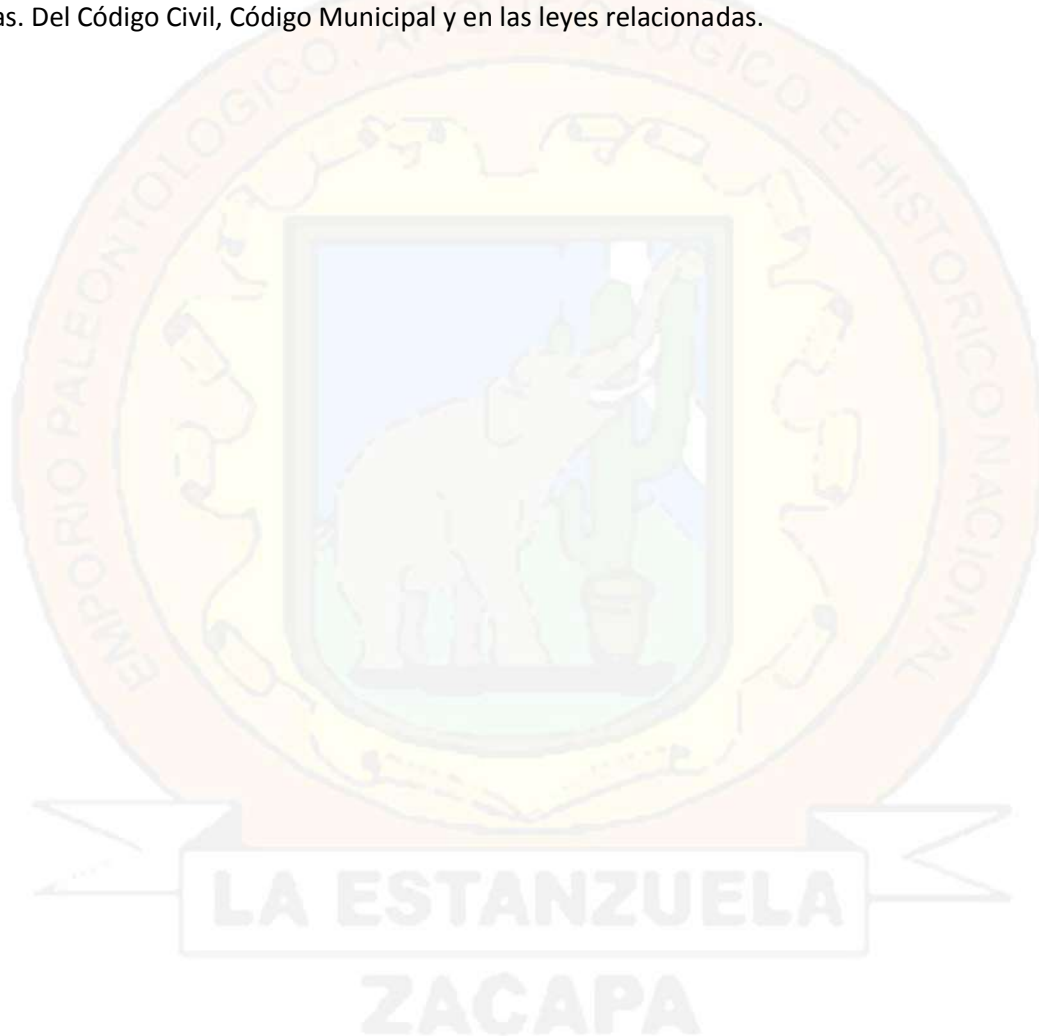 as. Del Código Civil, Código Municipal y en las leyes relacionadas.
EMPORIO PALEONTOLOGICO ARQUEOLOGICO E HISTORICO NACIONAL
LA ESTANZUELA
ZACAPA